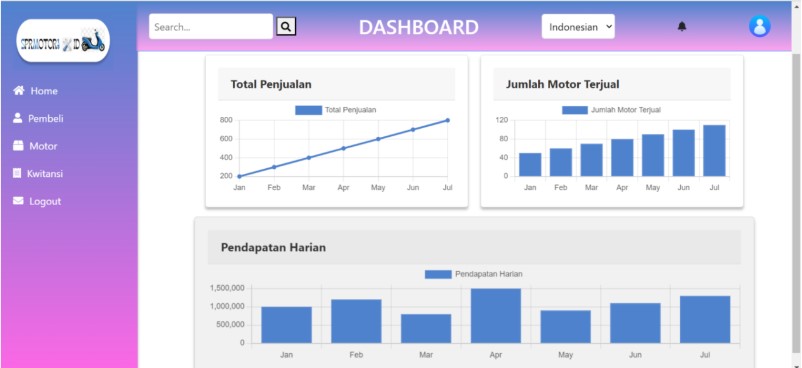 SPRMOTORS ID
Search...
DASHBOARD
Indonesian
Home
Pembeli
Motor
Kwitansi
Logout
Total Penjualan
Total Penjualan
800
600
400
200
Jan Feb Mar Apr May Jun Jul
Jumlah Motor Terjual
Jumlah Motor Terjual
120
80
40
0
Jan Feb Mar Apr May Jun Jul
Pendapatan Harian
Pendapatan Harian
1,500,000
1,000,000
500,000
0
Jan Feb Mar Apr May Jun Jul